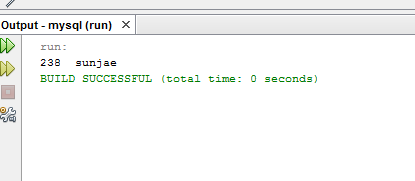 Output - mysql (run)
run:
238 sunjae
BUILD SUCCESSFUL (total time: 0 seconds)